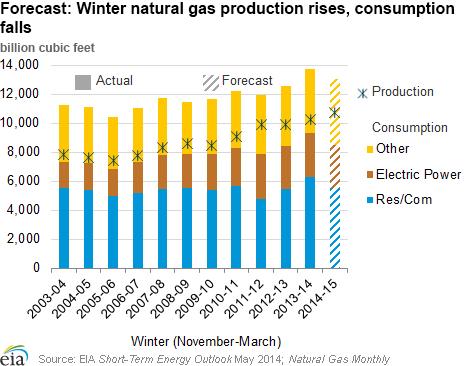 Forecast: Winter natural gas production rises, consumption
falls
billion cubic feet
14,000
12,000
10,000
8,000
6,000
4,000
2,000
0
Actual
Forecast
Production
Consumption
Other
Electric Power
Res/Com
2003-04
2004-05
2005-06
2006-07
2007-08
2008-09
2009-10
2010-11
2011-12
2012-13
2013-14
2014-15
Winter (November-March)
eia
Source: EIA Short-Term Energy Outlook May 2014; Natural Gas Monthly